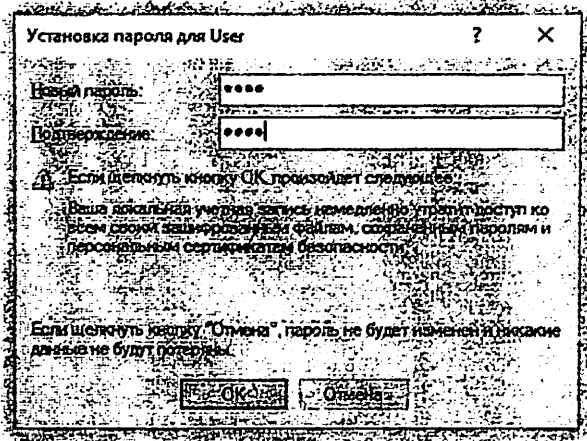 Установка пароля для User ? ✕
Новый пароль: ••••
Подтверждение: ••••
Если щелкнуть кнопку ОК, произойдет следующее:
Ваша локальная учетная запись немедленно утратит доступ ко
всем своим зашифрованным файлам, сохраненным паролям и
персональным сертификатам безопасности.
Если щелкнуть кнопку "Отмена", пароль не будет изменен и никакие
данные не будут потеряны.
ОК Отмена